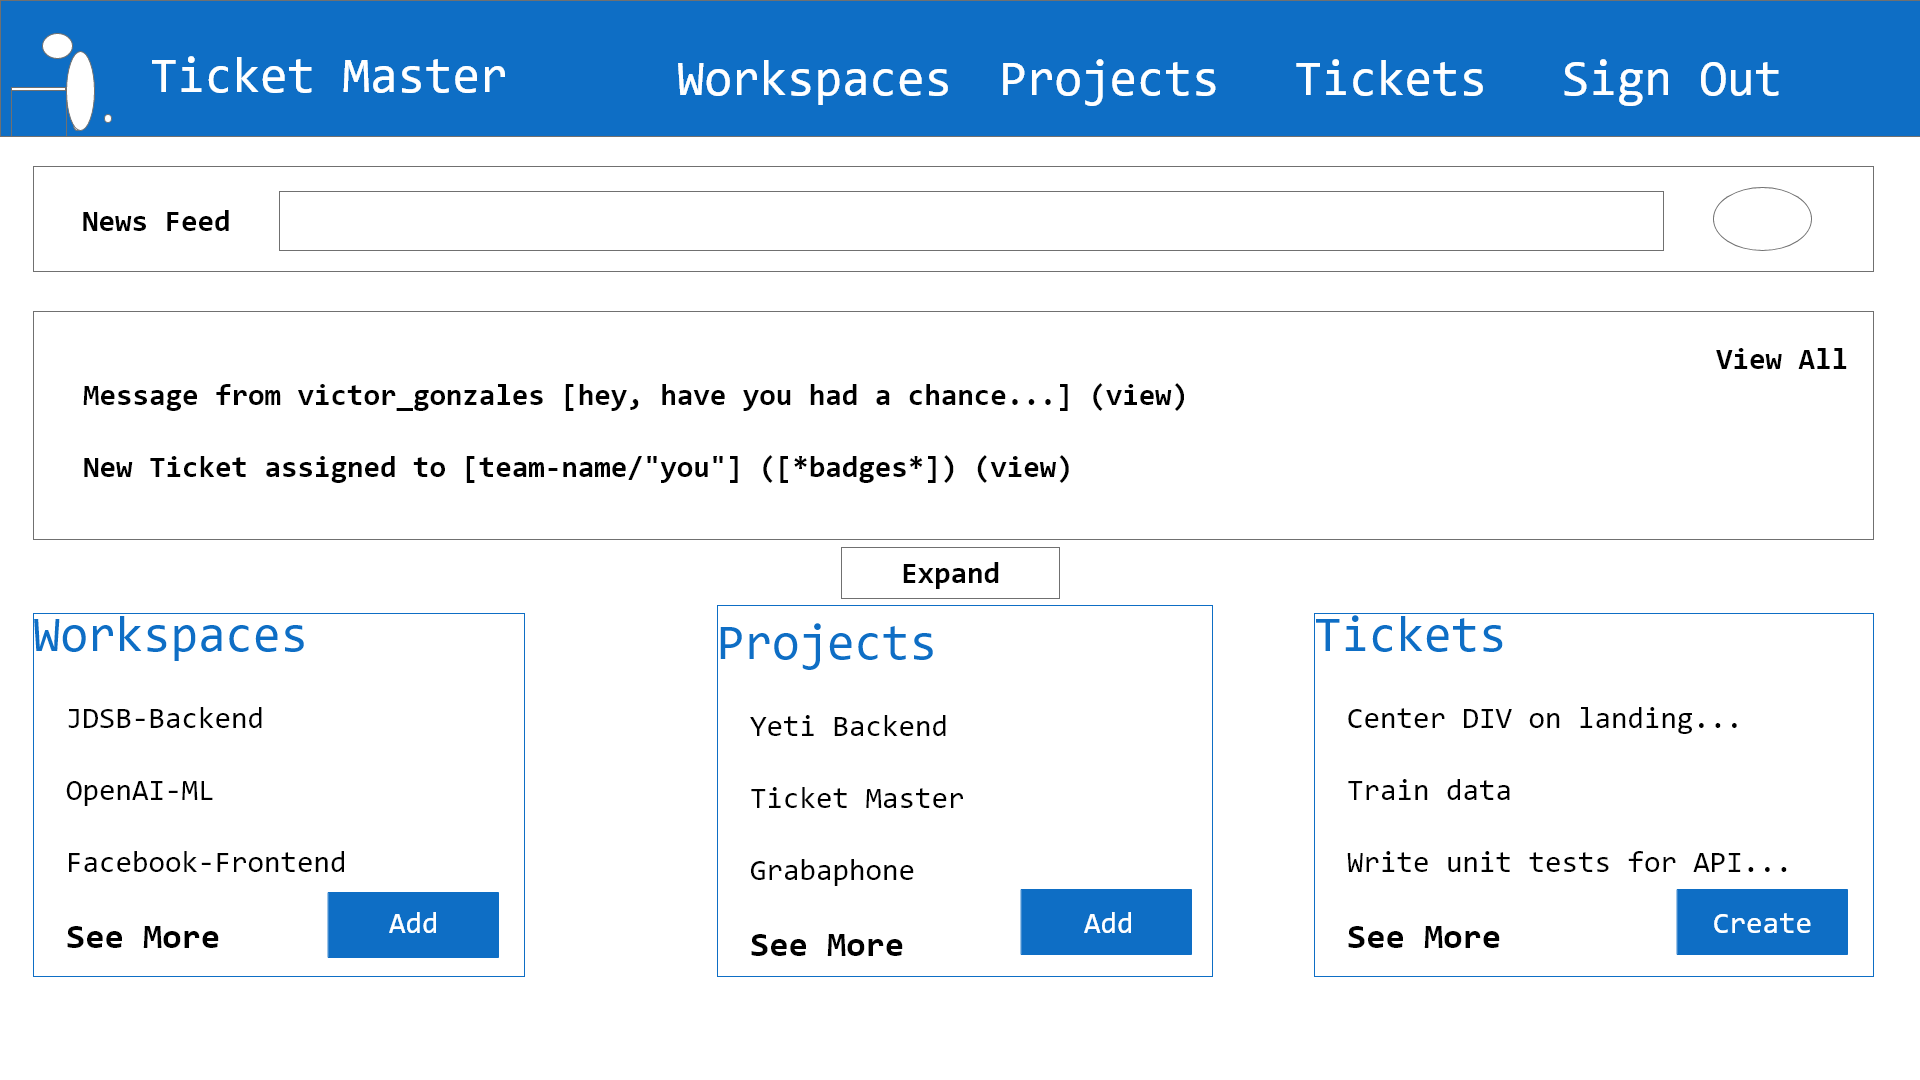 Ticket Master
Workspaces
Projects
Tickets
Sign Out
News Feed
View All
Message from victor_gonzales [hey, have you had a chance...] (view)
New Ticket assigned to [team-name/"you"] ([*badges*]) (view)
Expand
Workspaces
JDSB-Backend
OpenAI-ML
Facebook-Frontend
See More
Add
Projects
Yeti Backend
Ticket Master
Grabaphone
See More
Add
Tickets
Center DIV on landing...
Train data
Write unit tests for API...
See More
Create